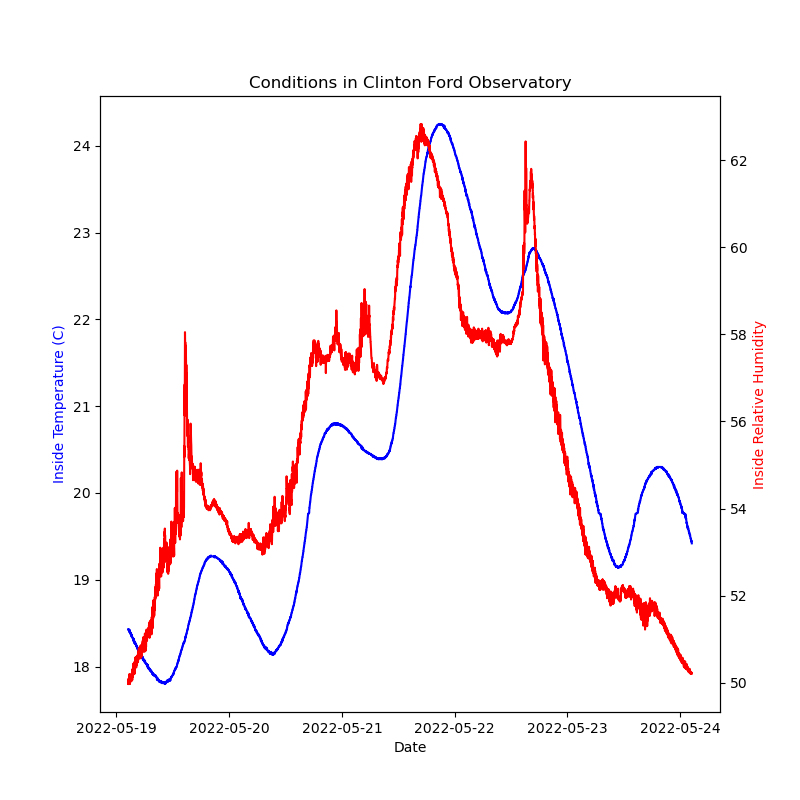 Conditions in Clinton Ford Observatory
24
23
22
21
20
19
18
Inside Temperature (C)
62
60
58
56
54
52
50
Inside Relative Humidity
2022-05-19 2022-05-20 2022-05-21 2022-05-22 2022-05-23 2022-05-24
Date